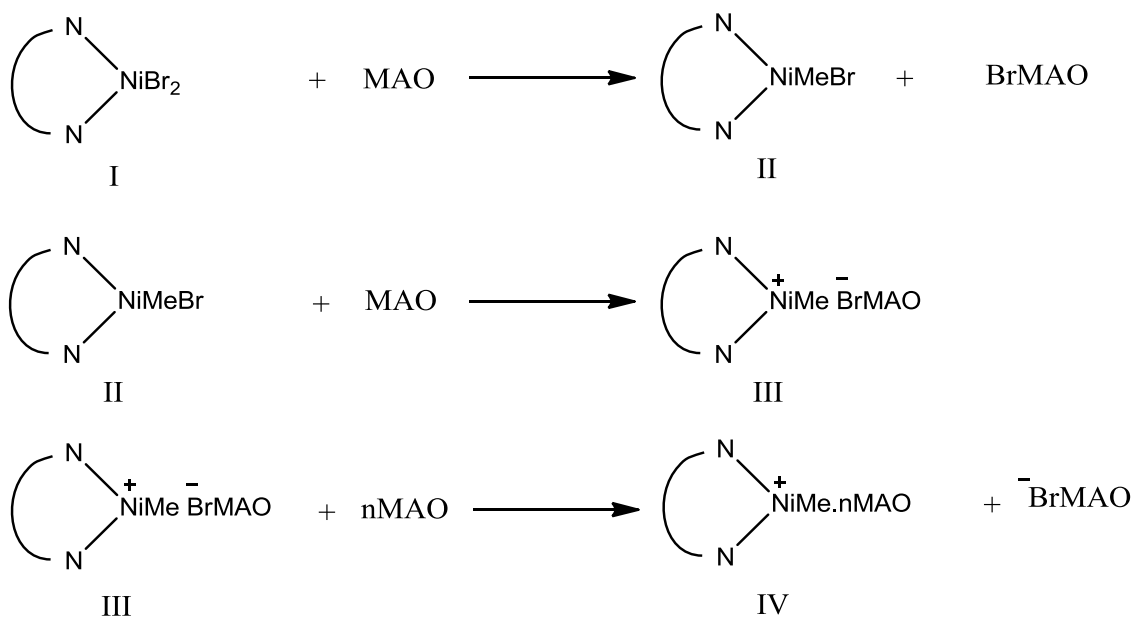 N NiBr2 N + MAO N NiMeBr N + BrMAO
I II
N NiMeBr N + MAO N + NiMe − BrMAO N
II III
N + NiMe − BrMAO N + nMAO N + NiMe.nMAO N + −BrMAO
III IV